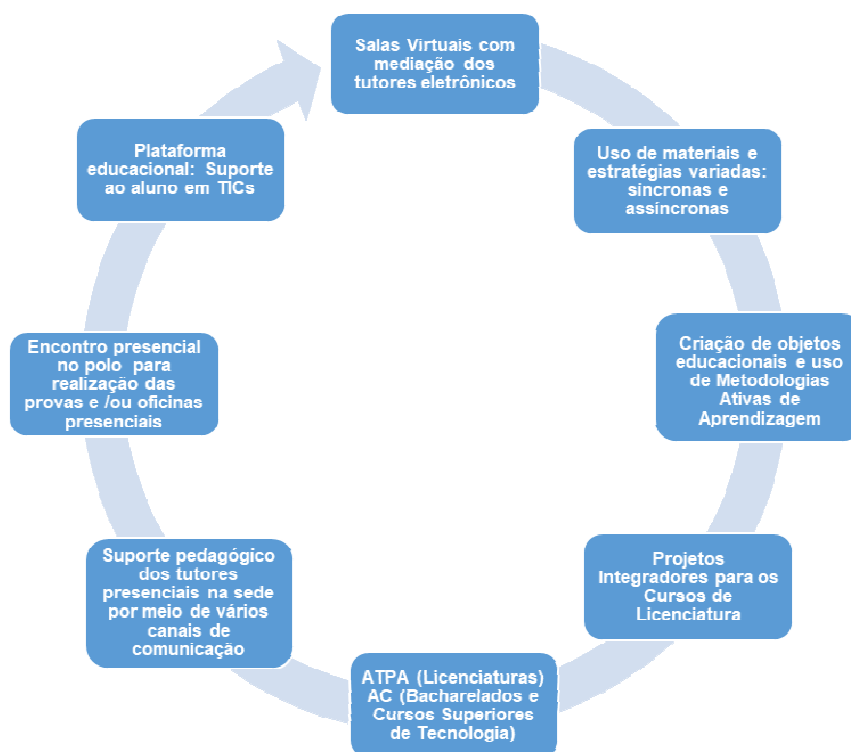 Salas Virtuais com
mediação dos
tutores eletrônicos
Uso de materiais e
estratégias variadas:
síncronas e
assíncronas
Criação de objetos
educacionais e uso
de Metodologias
Ativas de
Aprendizagem
Projetos
Integradores para os
Cursos de
Licenciatura
ATPA (Licenciaturas)
AC (Bacharelados e
Cursos Superiores
de Tecnologia)
Suporte pedagógico
dos tutores
presenciais na sede
por meio de vários
canais de
comunicação
Encontro presencial
no polo para
realização das
provas e /ou oficinas
presenciais
Plataforma
educacional: Suporte
ao aluno em TICs